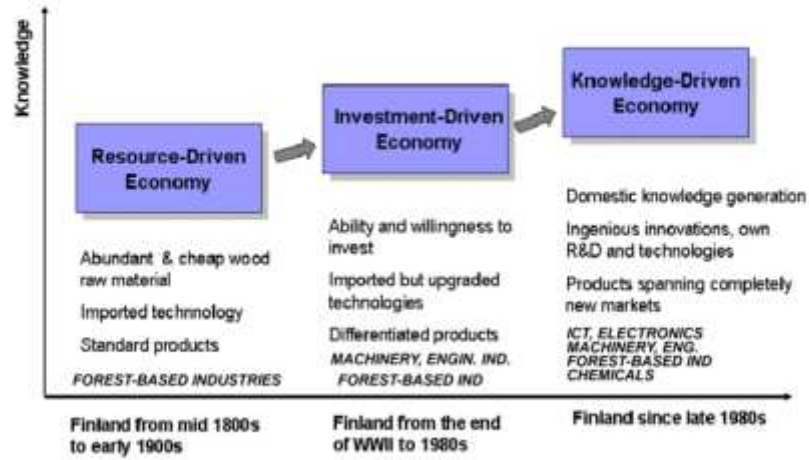 Knowledge
Resource-Driven
Economy
Abundant & cheap wood
raw material
Imported technnology
Standard products
FOREST-BASED INDUSTRIES
Finland from mid 1800s
to early 1900s
Investment-Driven
Economy
Ability and willingness to
invest
Imported but upgraded
technologies
Differentiated products
MACHINERY, ENGIN. IND.
FOREST-BASED IND
Finland from the end
of WWII to 1980s
Knowledge-Driven
Economy
Domestic knowledge generation
Ingenious innovations, own
R&D and technologies
Products spanning completely
new markets
ICT, ELECTRONICS
MACHINERY, ENG.
FOREST-BASED IND
CHEMICALS
Finland since late 1980s